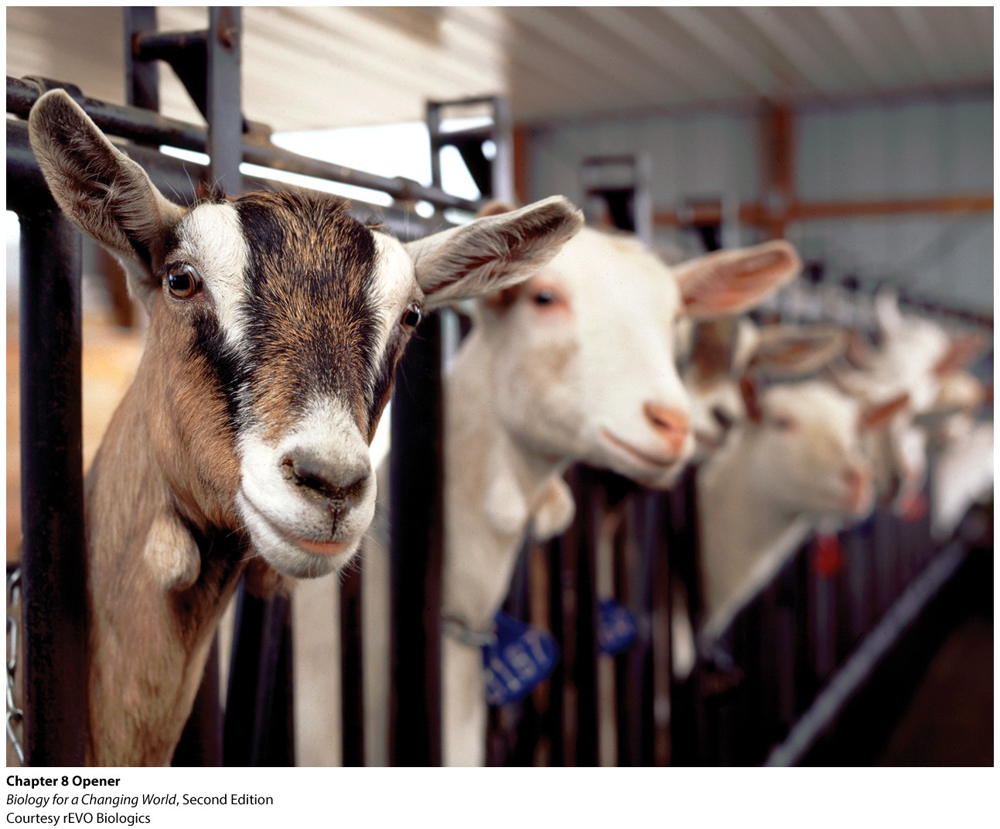 Chapter 8 Opener
Biology for a Changing World, Second Edition
Courtesy rEVO Biologics